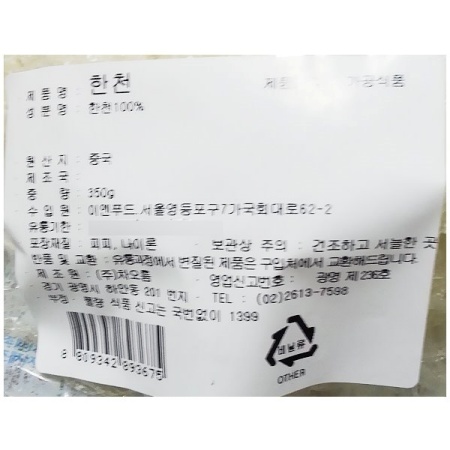 제 품 명 : 한천 제품 가공식품
성 분 명 : 한천100%
원 산 지 : 중국
제 조 국 :
중 량 : 350g
수 입 원 : 이엔푸드.서울영등포구7가국회대로62-2
유통기한 :
포장재질 : 피피,나이론 보관상 주의 : 건조하고 서늘한 곳
반품 및 교환 : 유통과정에서 변질된 제품은 구입처에서 교환해드립니다.
제 조 원 : (주)차오름 영업신고번호 : 광명 제236호
경기 광명시 하안동 201 번지 TEL : (02)2613-7598
부정 . 불량 식품 신고는 국번없이 1399
8 809342 893675
비닐류
OTHER